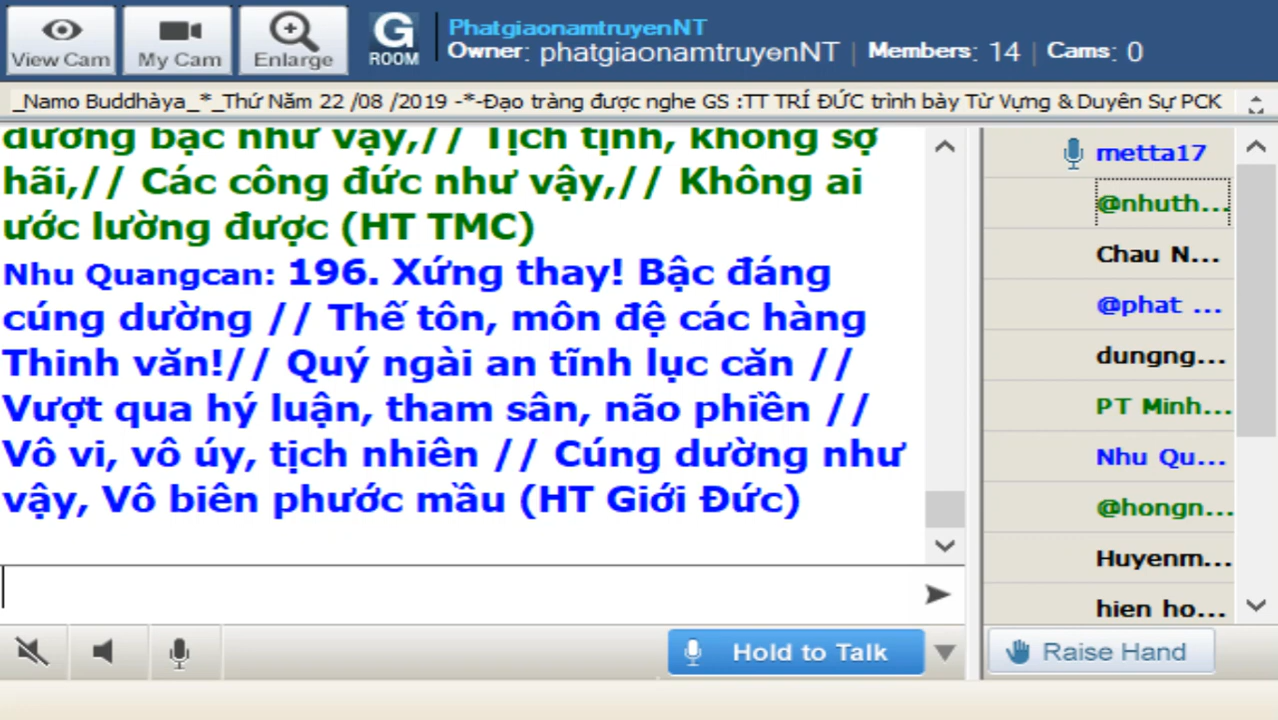 View Cam
My Cam
Enlarge
G
ROOM
PhatgiaonamtruyenNT
Owner: phatgiaonamtruyenNT | Members: 14 | Cams: 0
_Namo Buddhàya_*_Thứ Năm 22 /08 /2019 -*-Đạo tràng được nghe GS :TT TRÍ ĐỨC trình bày Từ Vựng & Duyên Sự PCK
dường bậc như vậy,// Tịch tịnh, không sợ
hãi,// Các công đức như vậy,// Không ai
ước lường được (HT TMC)
Nhu Quangcan: 196. Xứng thay! Bậc đáng
cúng dường // Thế tôn, môn đệ các hàng
Thinh văn!// Quý ngài an tĩnh lục căn //
Vượt qua hý luận, tham sân, não phiền //
Vô vi, vô úy, tịch nhiên // Cúng dường như
vậy, Vô biên phước mầu (HT Giới Đức)
metta17
@nhuth...
Chau N...
@phat ...
dungng...
PT Minh...
Nhu Qu...
@hongn...
Huyenm...
hien ho...
Hold to Talk
Raise Hand